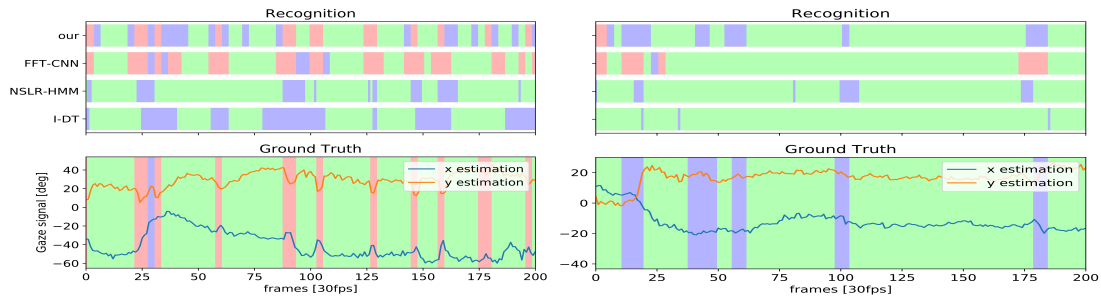 Recognition
our
FFT-CNN
NSLR-HMM
I-DT
Ground Truth
Gaze signal [deg]
40
20
0
−20
−40
−60
x estimation
y estimation
0 25 50 75 100 125 150 175 200
frames [30fps]
Recognition
Ground Truth
20
0
−20
−40
x estimation
y estimation
0 25 50 75 100 125 150 175 200
frames [30fps]